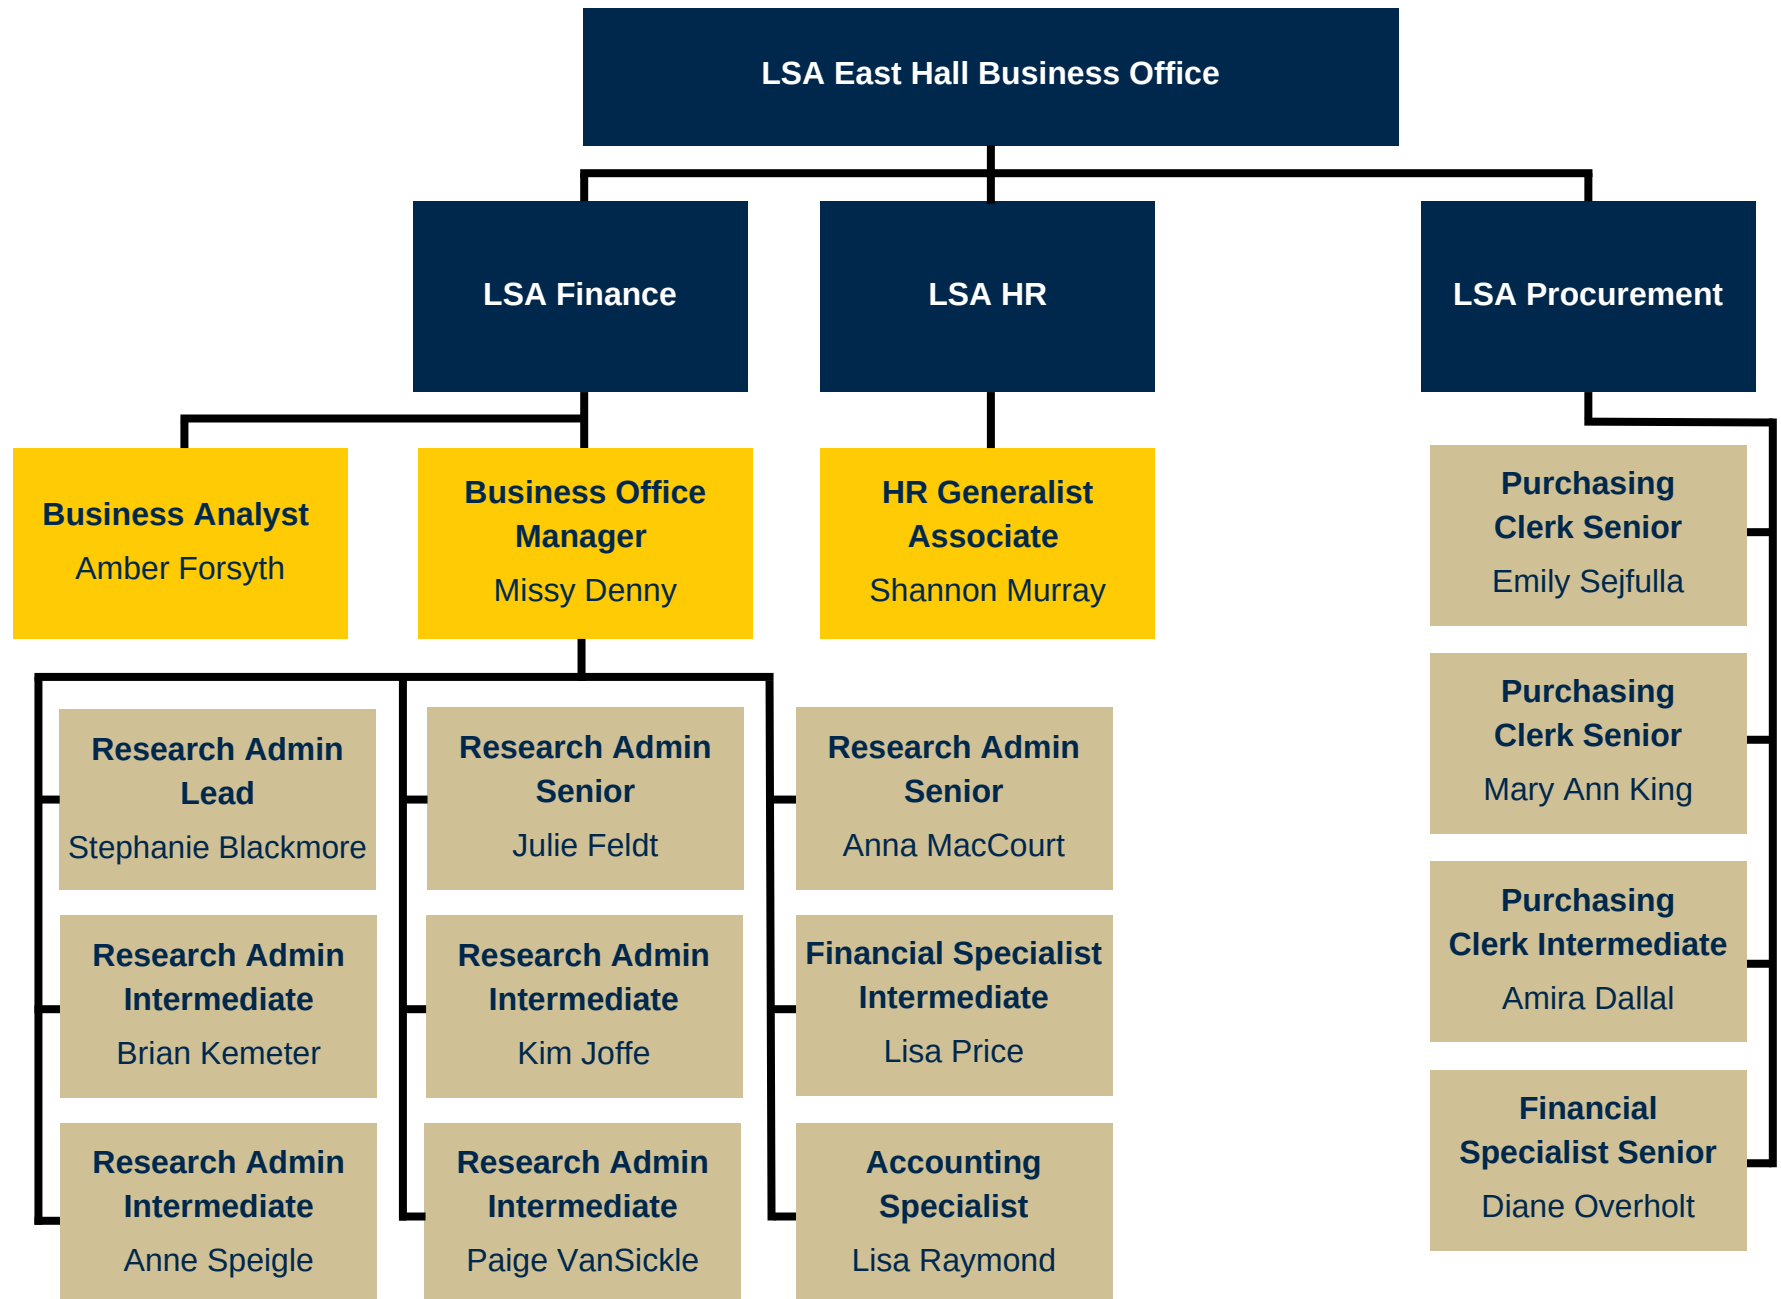 LSA East Hall Business Office
LSA Finance
LSA HR
LSA Procurement
Business Analyst
Amber Forsyth
Business Office
Manager
Missy Denny
HR Generalist
Associate
Shannon Murray
Purchasing
Clerk Senior
Emily Sejfulla
Purchasing
Clerk Senior
Mary Ann King
Purchasing
Clerk Intermediate
Amira Dallal
Financial
Specialist Senior
Diane Overholt
Research Admin
Lead
Stephanie Blackmore
Research Admin
Senior
Julie Feldt
Research Admin
Senior
Anna MacCourt
Research Admin
Intermediate
Brian Kemeter
Research Admin
Intermediate
Kim Joffe
Financial Specialist
Intermediate
Lisa Price
Research Admin
Intermediate
Anne Speigle
Research Admin
Intermediate
Paige VanSickle
Accounting
Specialist
Lisa Raymond